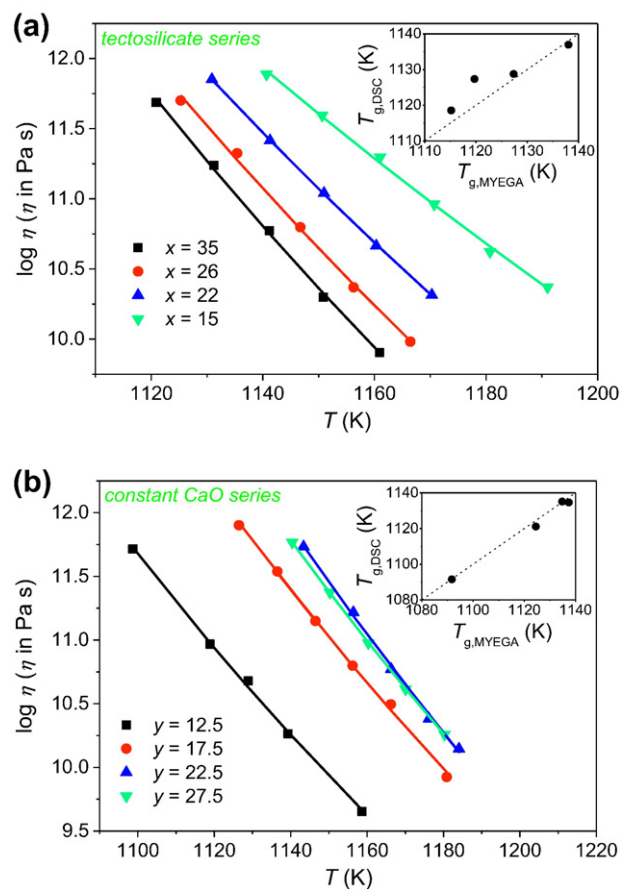 (a)
tectosilicate series
log η (η in Pa s)
12.0
11.5
11.0
10.5
10.0
x = 35
x = 26
x = 22
x = 15
1120 1140 1160 1180 1200
T (K)
T g,DSC (K)
1140
1130
1120
1110
1110 1120 1130 1140
T g,MYEGA (K)
(b)
constant CaO series
log η (η in Pa s)
12.0
11.5
11.0
10.5
10.0
9.5
y = 12.5
y = 17.5
y = 22.5
y = 27.5
1100 1120 1140 1160 1180 1200 1220
T (K)
T g,DSC (K)
1140
1120
1100
1080
1080 1100 1120 1140
T g,MYEGA (K)